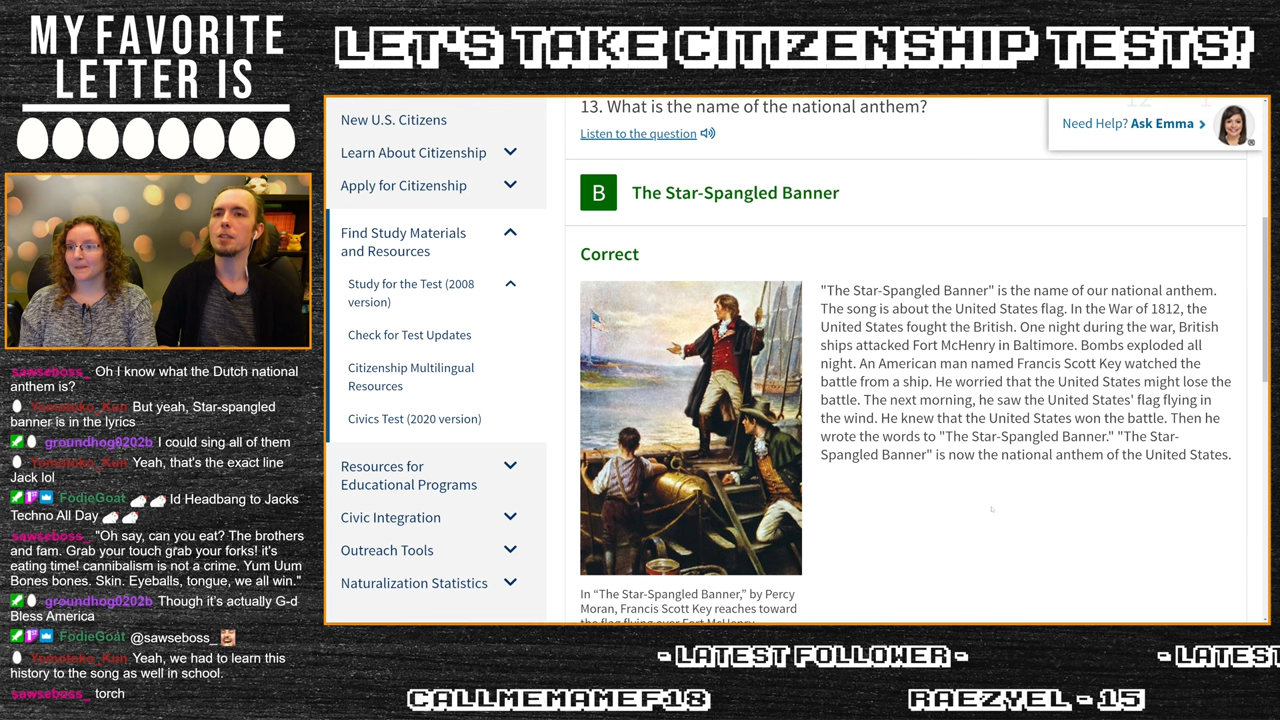 MY FAVORITE
LETTER IS
LET'S TAKE CITIZENSHIP TESTS!
New U.S. Citizens
Learn About Citizenship
Apply for Citizenship
Find Study Materials
and Resources
Study for the Test (2008
version)
Check for Test Updates
Citizenship Multilingual
Resources
Civics Test (2020 version)
Resources for
Educational Programs
Civic Integration
Outreach Tools
Naturalization Statistics
13. What is the name of the national anthem?
Listen to the question
Need Help? Ask Emma
B The Star-Spangled Banner
Correct
"The Star-Spangled Banner" is the name of our national anthem.
The song is about the United States flag. In the War of 1812, the
United States fought the British. One night during the war, British
ships attacked Fort McHenry in Baltimore. Bombs exploded all
night. An American man named Francis Scott Key watched the
battle from a ship. He worried that the United States might lose the
battle. The next morning, he saw the United States' flag flying in
the wind. He knew that the United States won the battle. Then he
wrote the words to "The Star-Spangled Banner." "The Star-
Spangled Banner" is now the national anthem of the United States.
In “The Star-Spangled Banner,” by Percy
Moran, Francis Scott Key reaches toward
the flag flying over Fort McHenry
sawseboss_ Oh I know what the Dutch national
anthem is?
Yomotoko_Kun But yeah, Star-spangled
banner is in the lyrics
groundhog0202b I could sing all of them
Yomotoko_Kun Yeah, that's the exact line
Jack lol
FodieGoat Id Headbang to Jacks
Techno All Day
sawseboss_ "Oh say, can you eat? The brothers
and fam. Grab your touch grab your forks! it's
eating time! cannibalism is not a crime. Yum Uum
Bones bones. Skin. Eyeballs, tongue, we all win."
groundhog0202b Though it's actually G-d
Bless America
FodieGoat @sawseboss_
Yomotoko_Kun Yeah, we had to learn this
history to the song as well in school.
sawseboss_ torch
- LATEST FOLLOWER -
- LATEST
CALLMEMAMEF18
RAEZYEL - 15